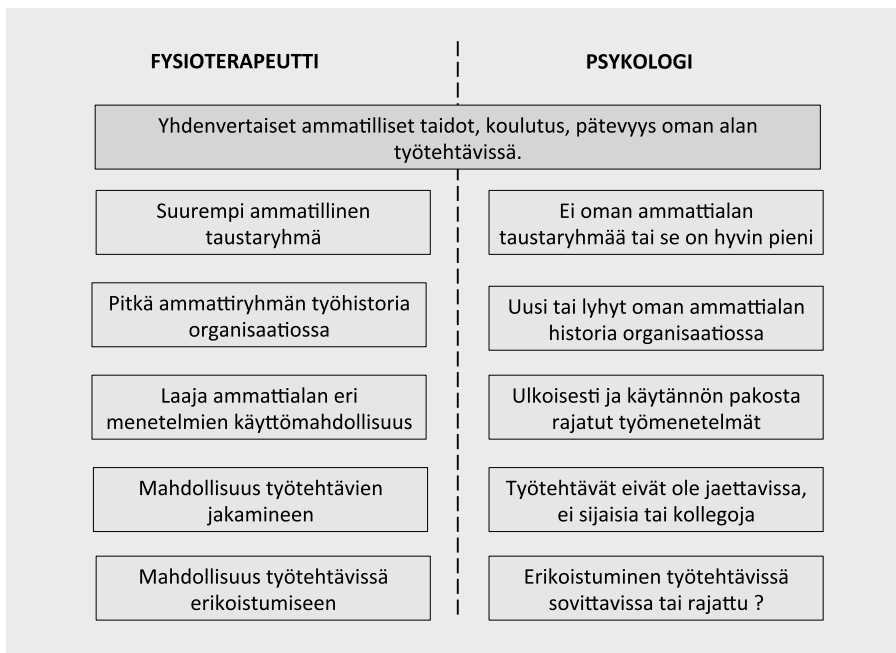 FYSIOTERAPEUTTI
PSYKOLOGI
Yhdenvertaiset ammatilliset taidot, koulutus, pätevyys oman alan
työtehtävissä.
Suurempi ammatillinen
taustaryhmä
Ei oman ammattialan
taustaryhmää tai se on hyvin pieni
Pitkä ammattiryhmän työhistoria
organisaatiossa
Uusi tai lyhyt oman ammattialan
historia organisaatiossa
Laaja ammattialan eri
menetelmien käyttömahdollisuus
Ulkoisesti ja käytännön pakosta
rajatut työmenetelmät
Mahdollisuus työtehtävien
jakamineen
Työtehtävät eivät ole jaettavissa,
ei sijaisia tai kollegoja
Mahdollisuus työtehtävissä
erikoistumiseen
Erikoistuminen työtehtävissä
sovittavissa tai rajattu ?